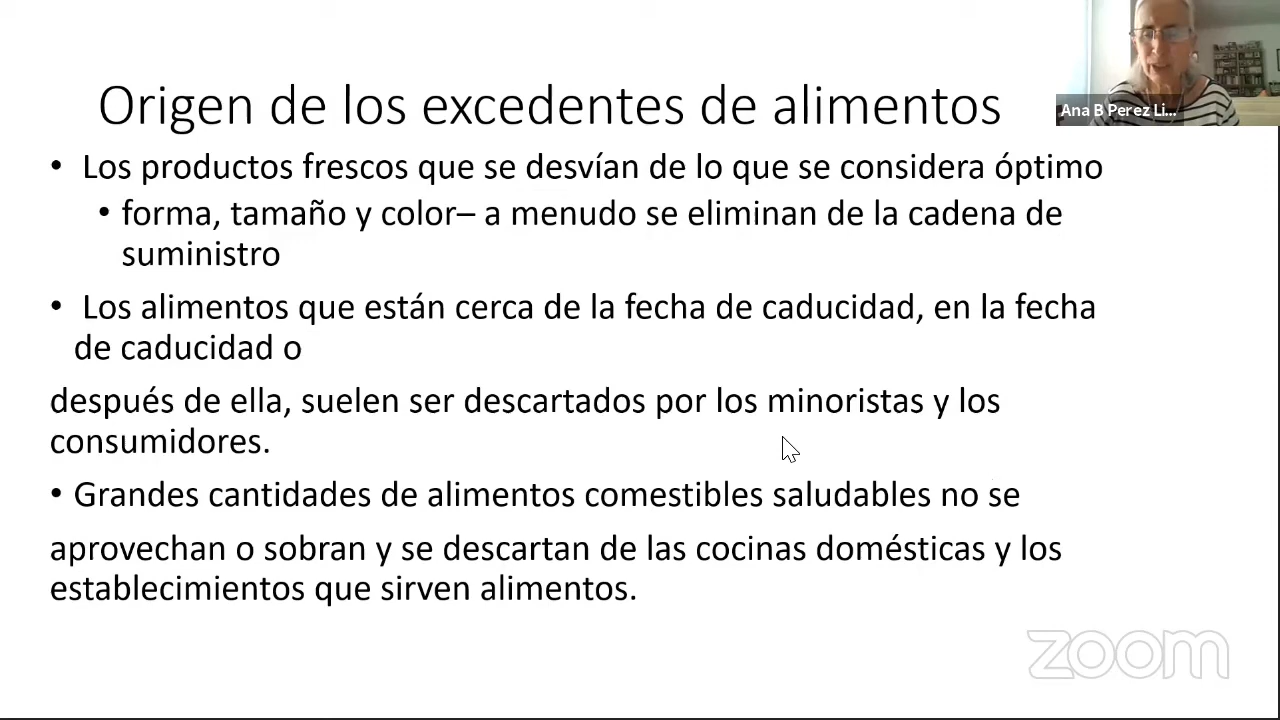 Origen de los excedentes de alimentos
Ana B Perez Li...
• Los productos frescos que se desvían de lo que se considera óptimo
• forma, tamaño y color– a menudo se eliminan de la cadena de
suministro
• Los alimentos que están cerca de la fecha de caducidad, en la fecha
de caducidad o
después de ella, suelen ser descartados por los minoristas y los
consumidores.
• Grandes cantidades de alimentos comestibles saludables no se
aprovechan o sobran y se descartan de las cocinas domésticas y los
establecimientos que sirven alimentos.
zoom